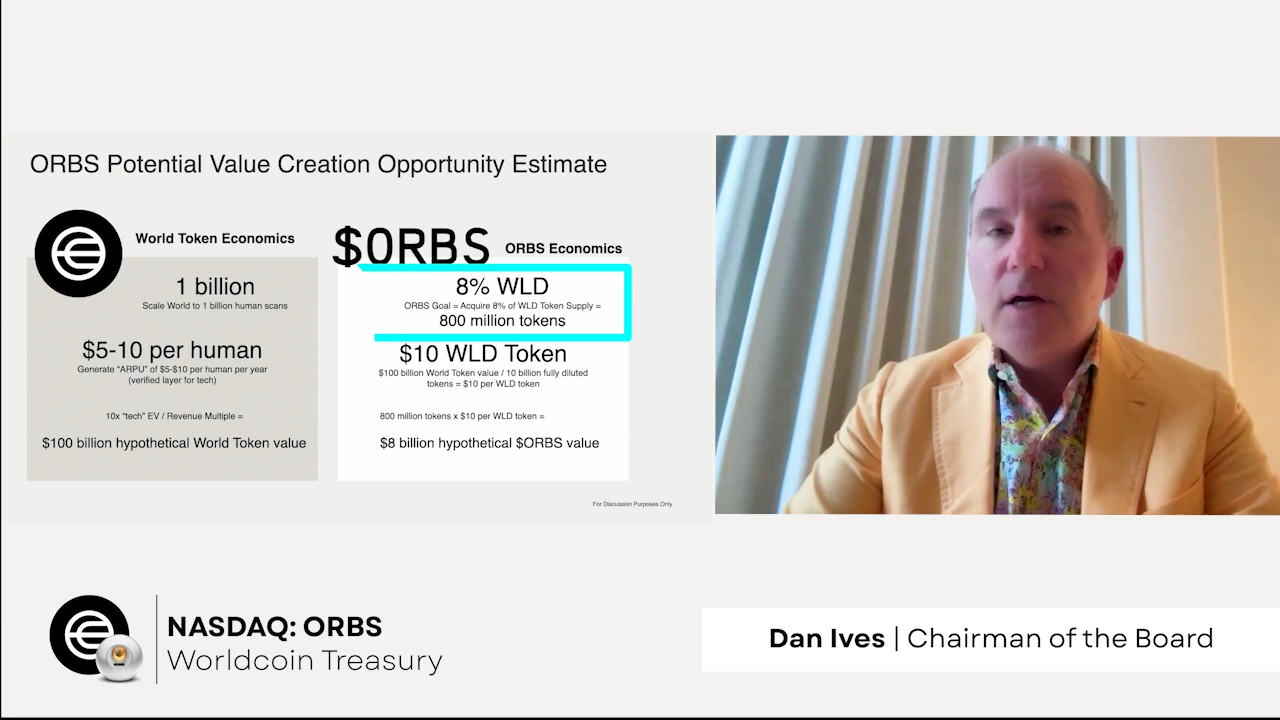 ORBS Potential Value Creation Opportunity Estimate
World Token Economics
1 billion
Scale World to 1 billion human scans
$5-10 per human
Generate “ARPU” of $5-$10 per human per year
(verified layer for tech)
10x “tech” EV / Revenue Multiple =
$100 billion hypothetical World Token value
$ORBS
ORBS Economics
8% WLD
ORBS Goal = Acquire 8% of WLD Token Supply =
800 million tokens
$10 WLD Token
$100 billion World Token value / 10 billion fully diluted
tokens = $10 per WLD token
800 million tokens x $10 per WLD token =
$8 billion hypothetical $ORBS value
For Discussion Purposes Only
NASDAQ: ORBS
Worldcoin Treasury
Dan Ives | Chairman of the Board